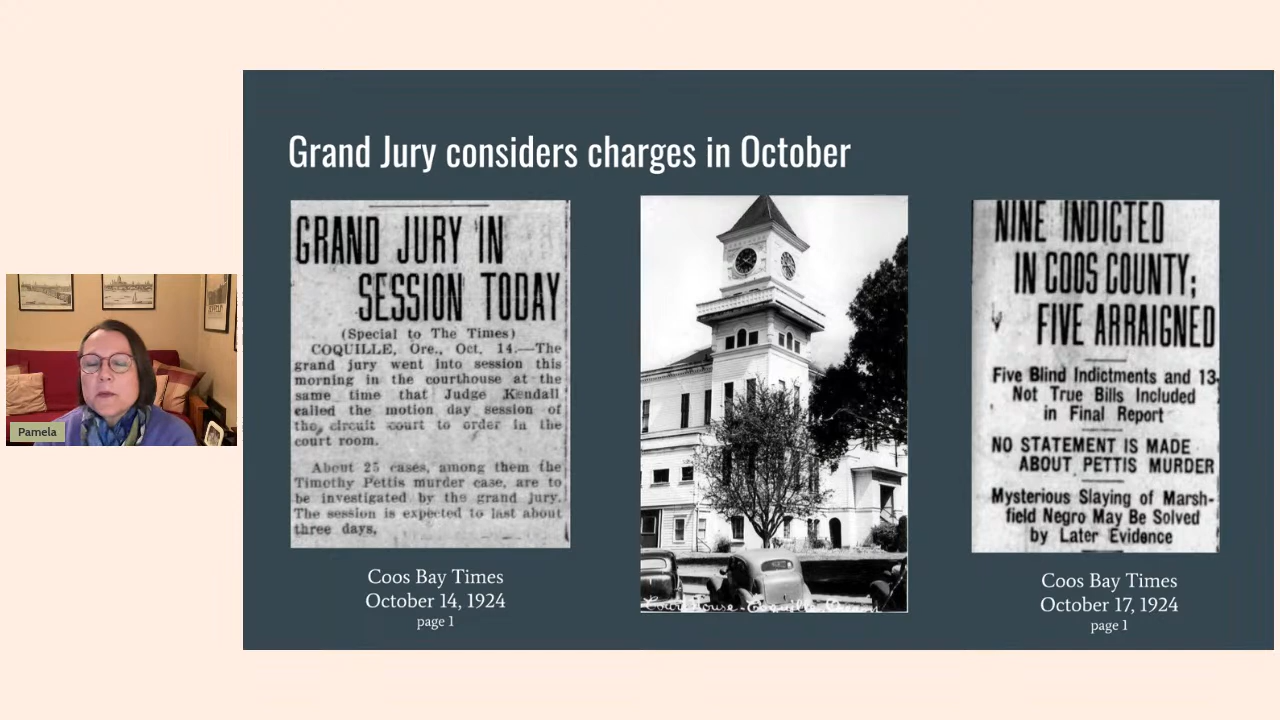 Grand Jury considers charges in October
GRAND JURY IN
SESSION TODAY
(Special to The Times)
COQUILLE, Ore., Oct. 14.—The
grand jury went into session this
morning in the courthouse at the
same time that Judge Kendall
called the motion day session of
the circuit court to order in the
court room.
About 25 cases, among them the
Timothy Pettis murder case, are to
be investigated by the grand jury.
The session is expected to last about
three days.
Coos Bay Times
October 14, 1924
page 1
Court House - Coquille, Oregon
NINE INDICTED
IN COOS COUNTY;
FIVE ARRAIGNED
Five Blind Indictments and 13
Not True Bills Included
in Final Report
NO STATEMENT IS MADE
ABOUT PETTIS MURDER
Mysterious Slaying of Marsh-
field Negro May Be Solved
by Later Evidence
Coos Bay Times
October 17, 1924
page 1
Pamela